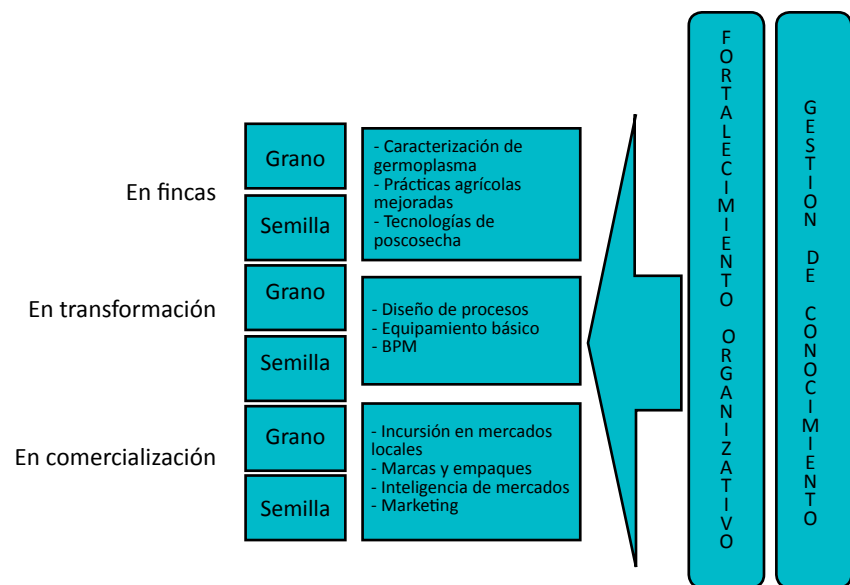 En fincas
Grano
Semilla
- Caracterización de
germoplasma
- Prácticas agrícolas
mejoradas
- Tecnologías de
poscosecha
En transformación
Grano
Semilla
- Diseño de procesos
- Equipamiento básico
- BPM
En comercialización
Grano
Semilla
- Incursión en mercados
locales
- Marcas y empaques
- Inteligencia de mercados
- Marketing
FORTALECIMIENTO ORGANIZATIVO
GESTION DE CONOCIMIENTO